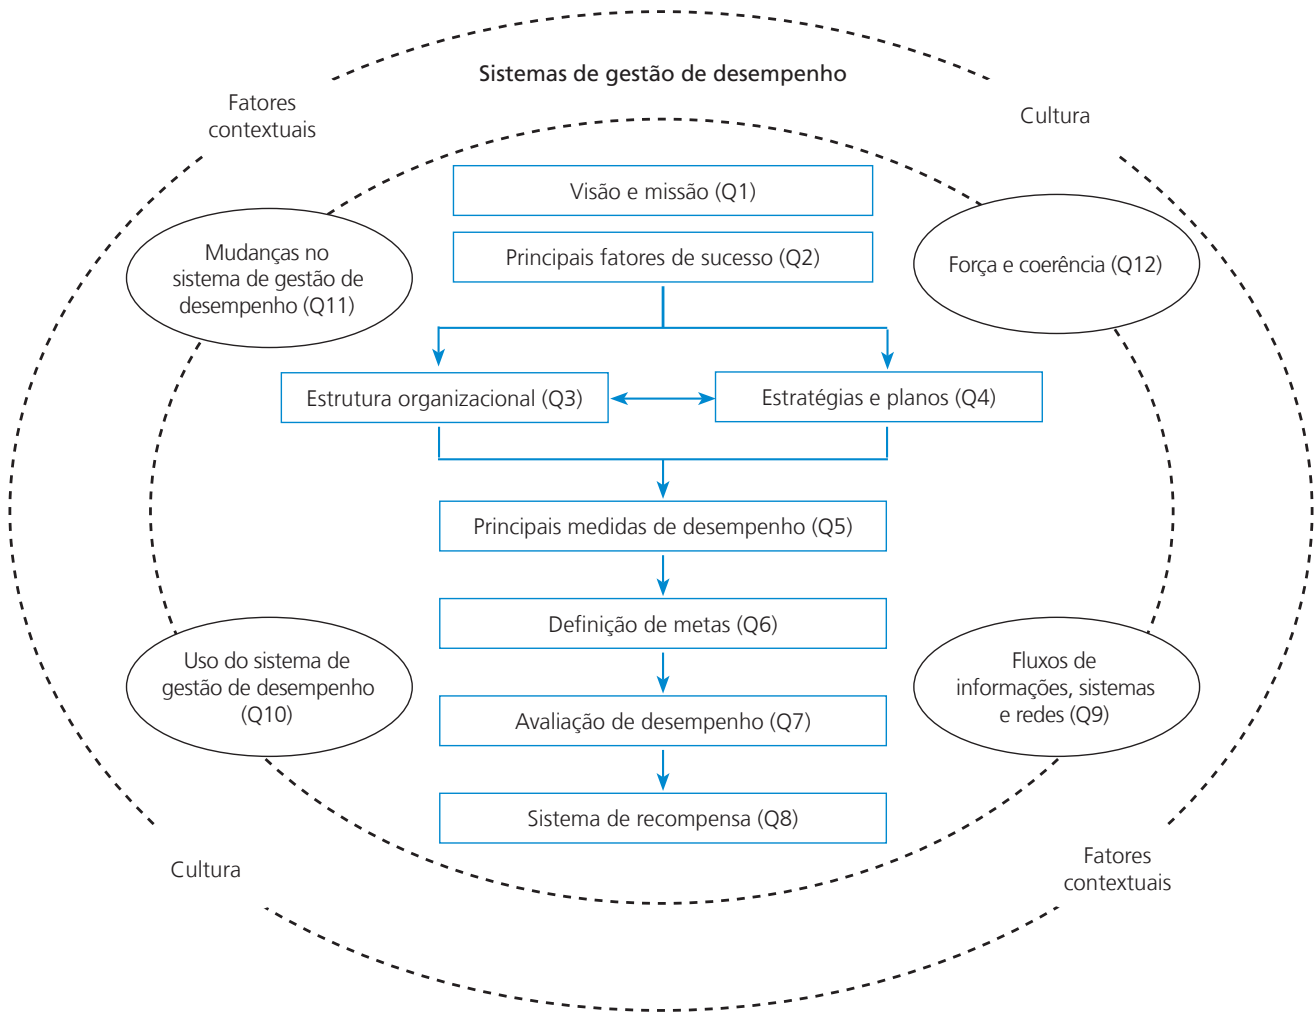 Sistemas de gestão de desempenho
Fatores
contextuais
Cultura
Visão e missão (Q1)
Principais fatores de sucesso (Q2)
Mudanças no
sistema de gestão de
desempenho (Q11)
Força e coerência (Q12)
Estrutura organizacional (Q3)
Estratégias e planos (Q4)
Principais medidas de desempenho (Q5)
Definição de metas (Q6)
Uso do sistema de
gestão de desempenho
(Q10)
Fluxos de
informações, sistemas
e redes (Q9)
Avaliação de desempenho (Q7)
Sistema de recompensa (Q8)
Cultura
Fatores
contextuais